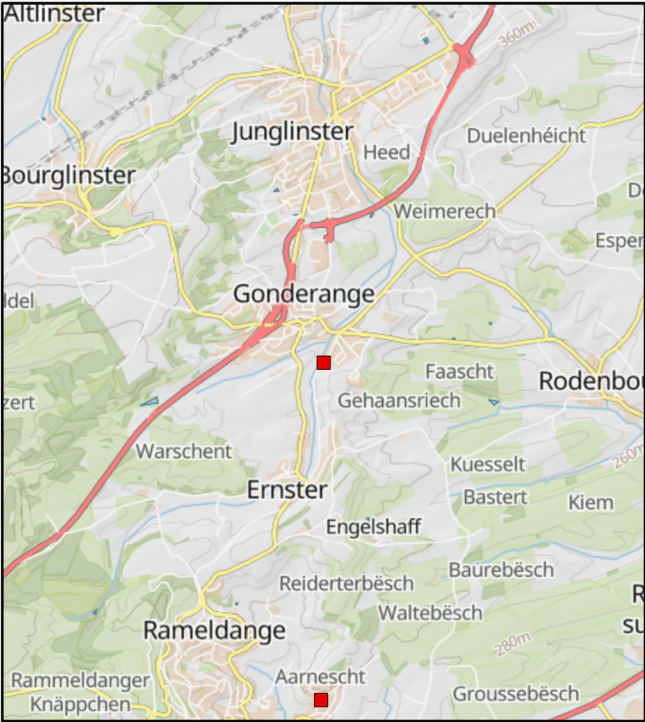 Altlinster
360m
Junglinster
Duelenhéicht
Heed
Bourglinster
Weimerech
Gonderange
Faascht
Rodenbou
Gehaansriech
Warschent
Kuesselt
260m
Ernster
Bastert
Kiem
Engelshaff
Baurebësch
Reiderterbësch
Waltebësch
Rameldange
280m
Aarnescht
Rammeldanger
Knäppchen
Groussebësch